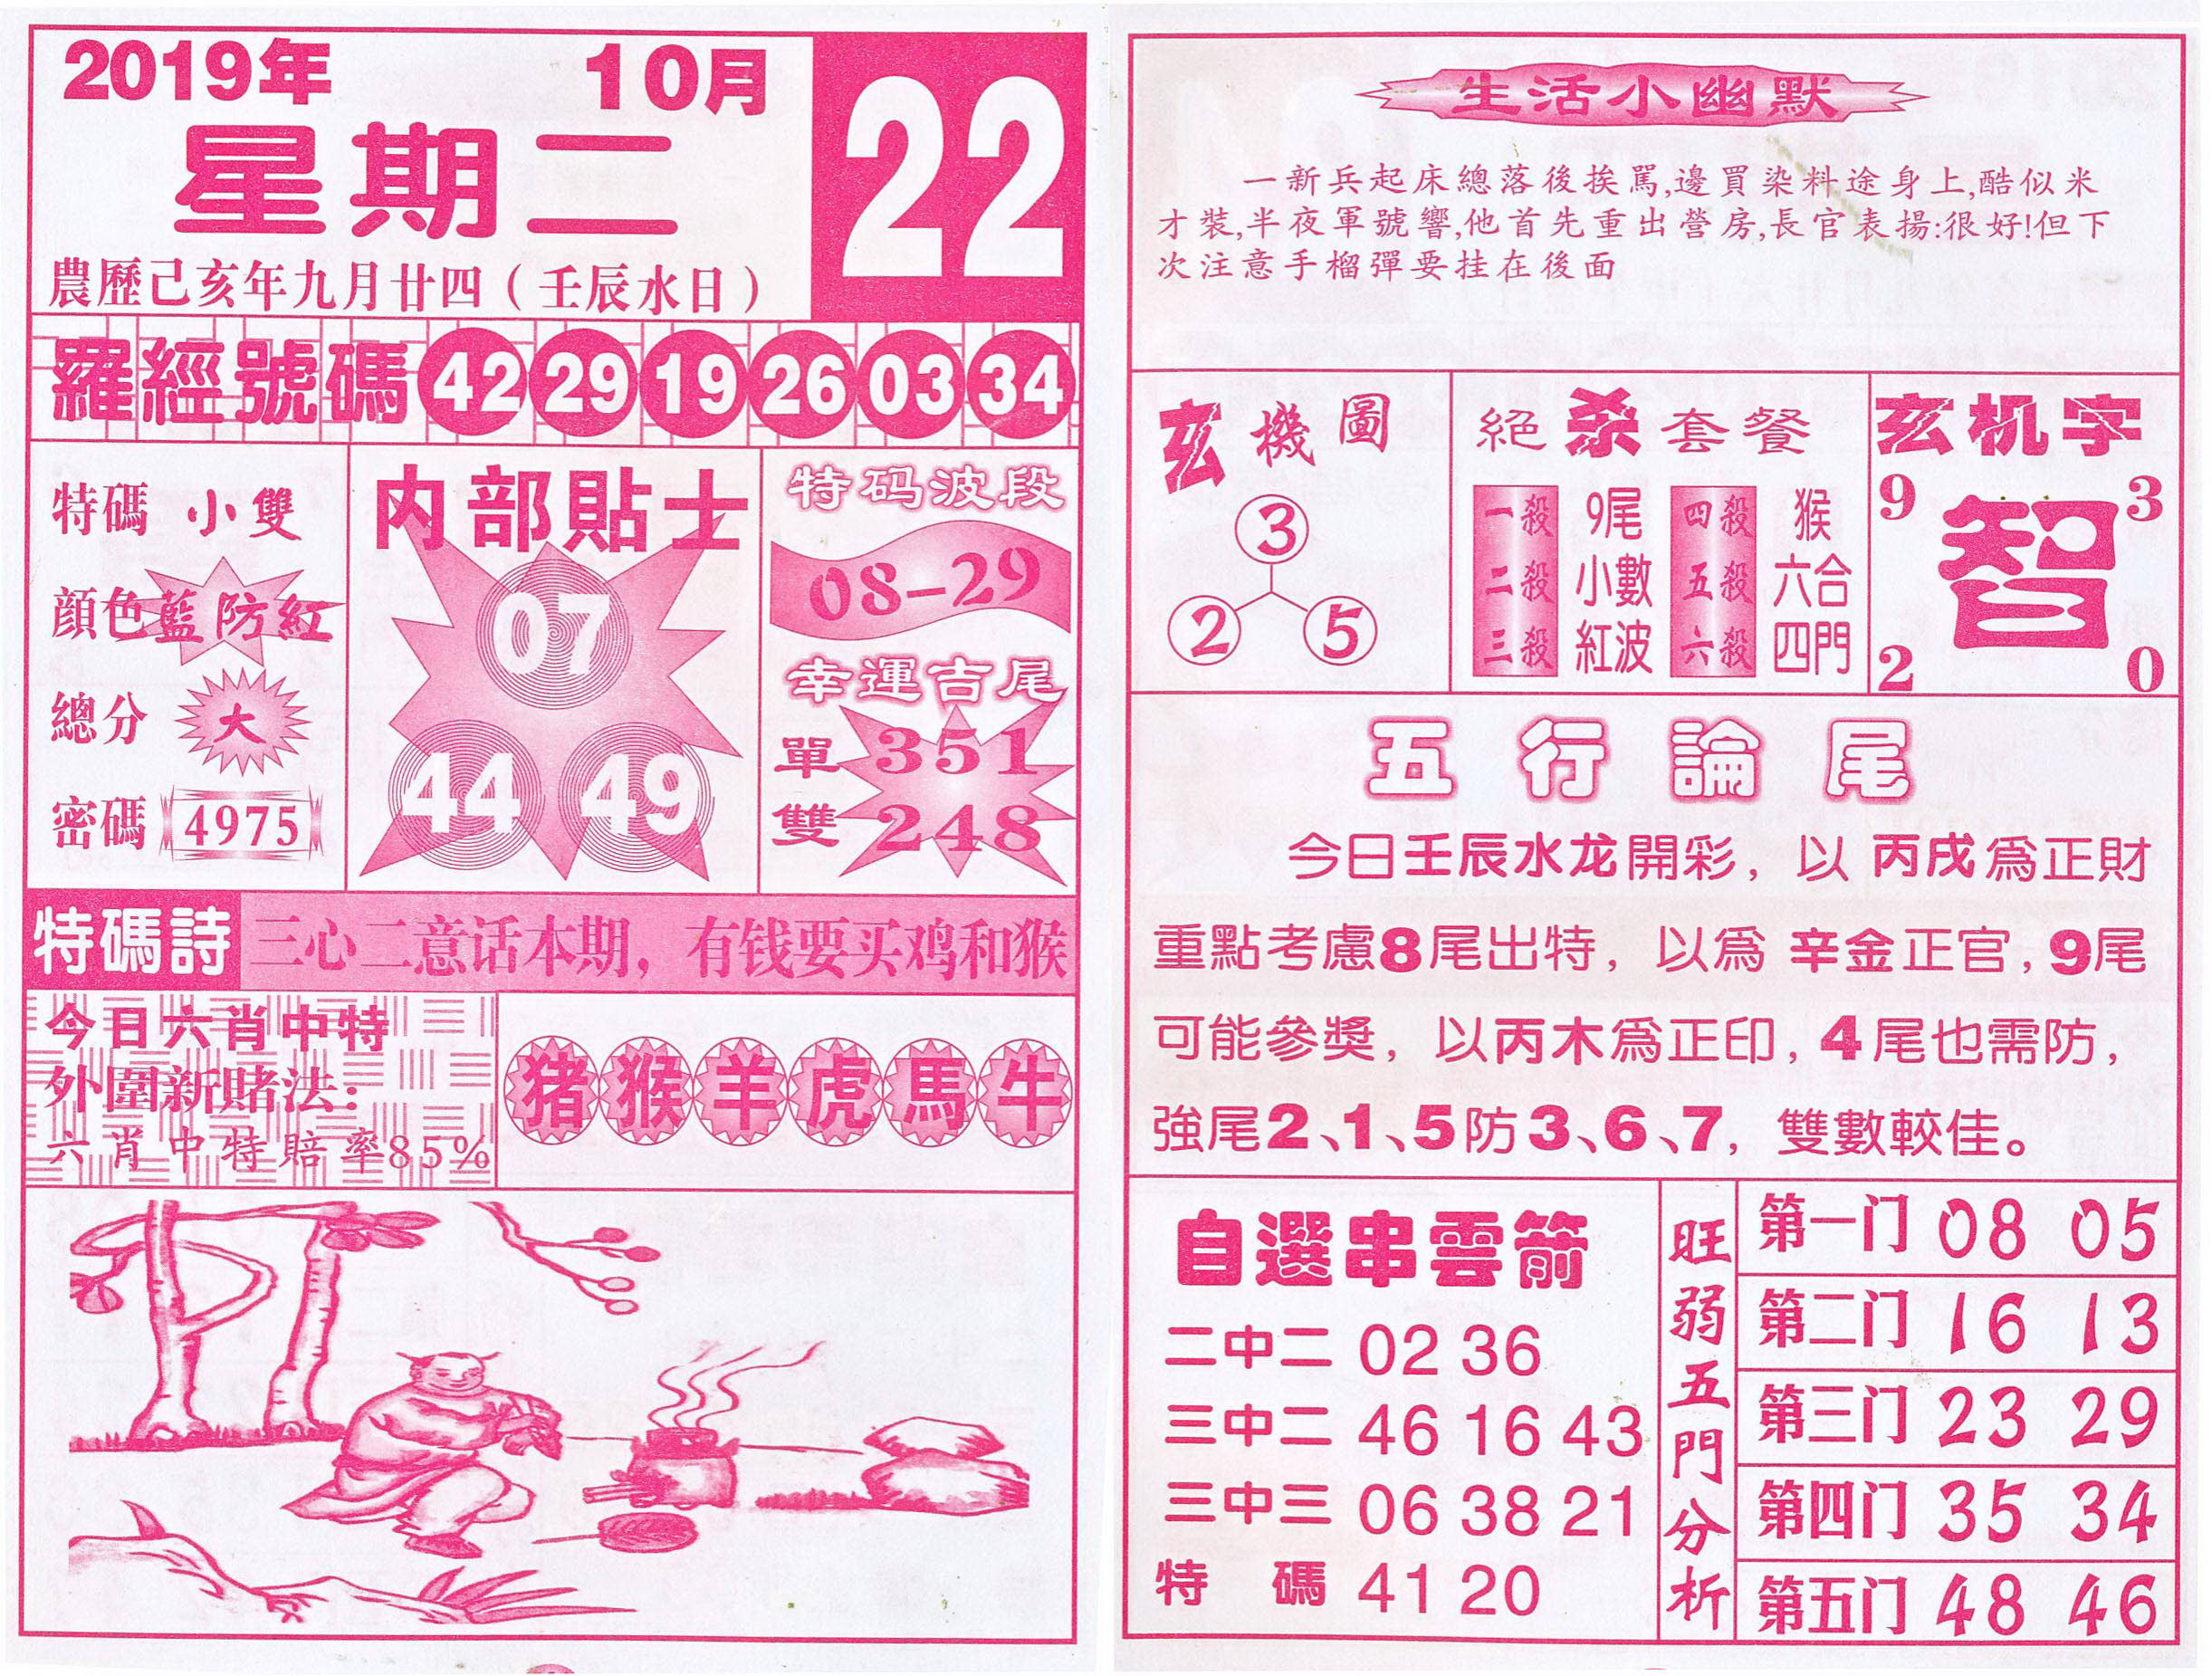 2019年 10月
22
星期二
農歷己亥年九月廿四（壬辰水日）
羅經號碼 42 29 19 26 03 34
特碼 小雙
顔色 藍防紅
總分 大
密碼 4975
内部貼士
07
44 49
特码波段
08-29
幸運吉尾
單 351
雙 248
特碼詩 三心二意话本期，有钱要买鸡和猴
今日六肖中特
外圍新賭法：
六肖中特賠率85%
猪 猴 羊 虎 馬 牛
生活小幽默
一新兵起床總落後挨罵,邊買染料途身上,酷似米
才裝,半夜軍號響,他首先重出營房,長官表揚:很好!但下
次注意手榴彈要挂在後面
玄機圖
3
2 5
絕杀套餐
一殺 9尾 四殺 猴
二殺 小數 五殺 六合
三殺 紅波 六殺 四門
玄机字
9 3
智
2 0
五行論尾
今日壬辰水龙開彩，以 丙戌為正財
重點考慮8尾出特，以為 辛金正官，9尾
可能參獎，以丙木為正印，4尾也需防，
強尾2、1、5防3、6、7，雙數較佳。
自選串雲箭
二中二 02 36
三中二 46 16 43
三中三 06 38 21
特碼 41 20
旺弱五門分析
第一门 08 05
第二门 16 13
第三门 23 29
第四门 35 34
第五门 48 46